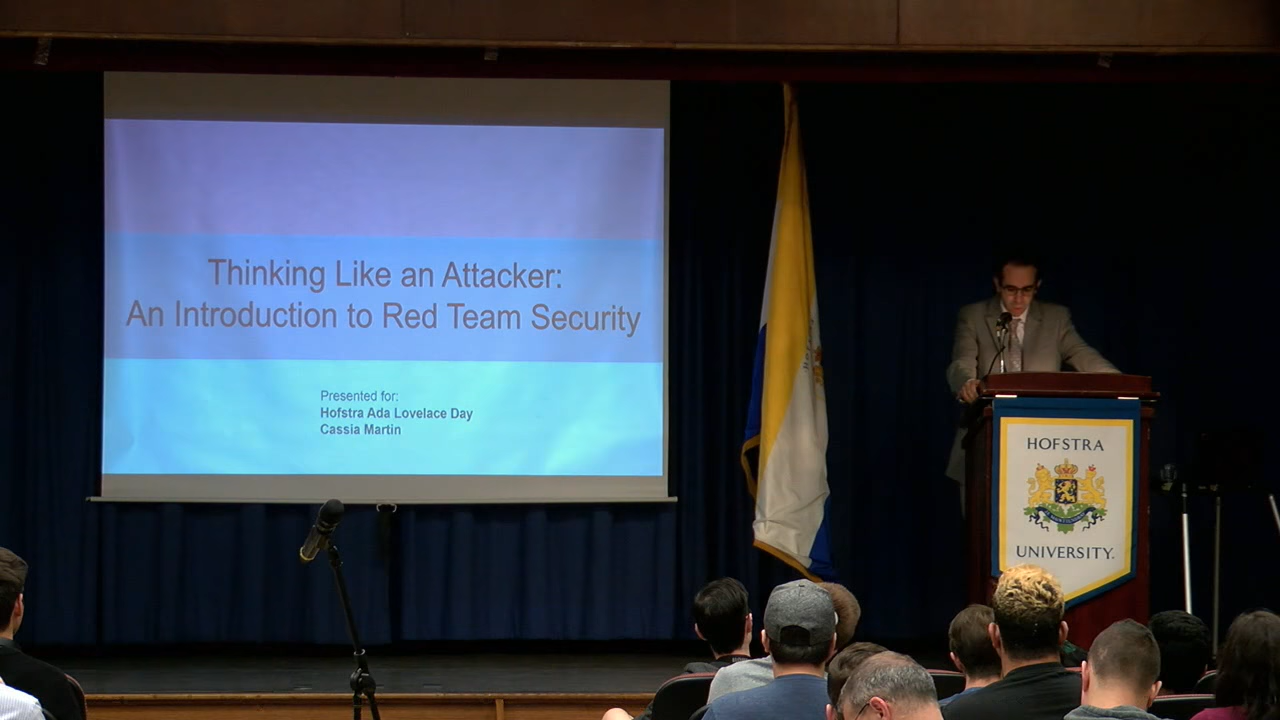 Thinking Like an Attacker:
An Introduction to Red Team Security
Presented for:
Hofstra Ada Lovelace Day
Cassia Martin
HOFSTRA
UNIVERSITY.